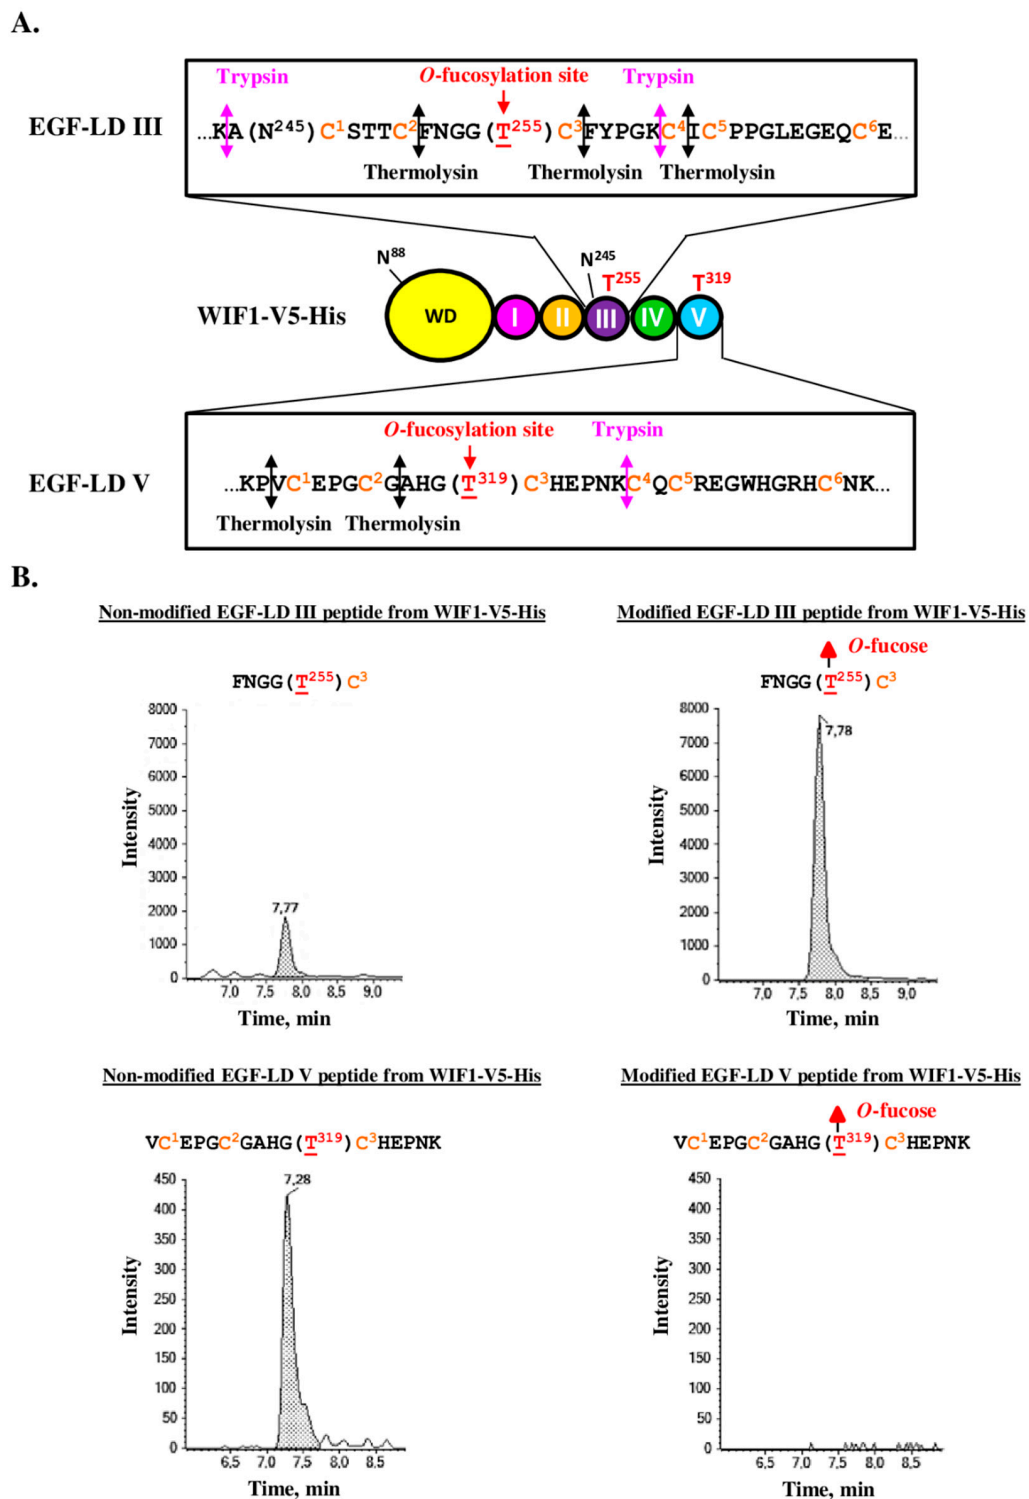 A.
Trypsin O-fucosylation site Trypsin
EGF-LD III
...KA(N245)C1STTC2FNGG(T255)C3FYPGKC4IC5PPGLEGEQC6E...
Thermolysin Thermolysin Thermolysin
N88 N245 T255 T319
WIF1-V5-His
WD I II III IV V
O-fucosylation site Trypsin
EGF-LD V
...KPVC1EPGC2GAHG(T319)C3HEPNKC4QC5REGWHGRHC6NK...
Thermolysin Thermolysin
B.
Non-modified EGF-LD III peptide from WIF1-V5-His
FNGG(T255)C3
8000
7000
6000
5000
4000
3000
2000
1000
0
Intensity
7,77
7,0 7,5 8,0 8,5 9,0
Time, min
Modified EGF-LD III peptide from WIF1-V5-His
O-fucose
FNGG(T255)C3
8000
7000
6000
5000
4000
3000
2000
1000
0
Intensity
7,78
7,0 7,5 8,0 8,5 9,0
Time, min
Non-modified EGF-LD V peptide from WIF1-V5-His
VC1EPGC2GAHG(T319)C3HEPNK
450
400
350
300
250
200
150
100
50
0
Intensity
7,28
6,5 7,0 7,5 8,0 8,5
Time, min
Modified EGF-LD V peptide from WIF1-V5-His
O-fucose
VC1EPGC2GAHG(T319)C3HEPNK
450
400
350
300
250
200
150
100
50
0
Intensity
6,5 7,0 7,5 8,0 8,5
Time, min